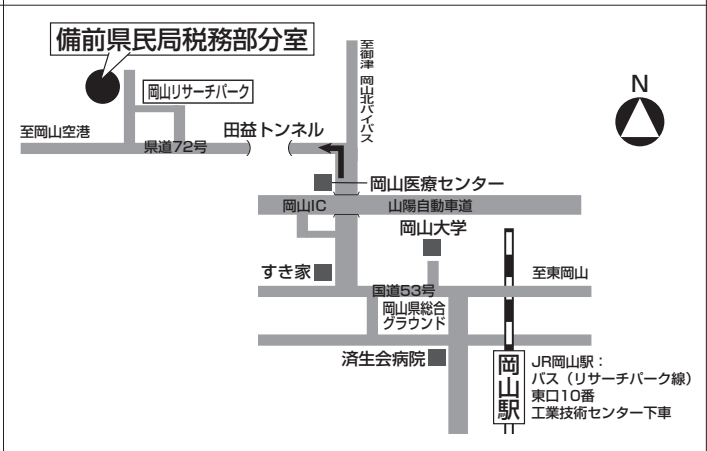 備前県民局税務部分室
至御津 岡山北バイパス
N
岡山リサーチパーク
至岡山空港
田益トンネル
県道72号
岡山医療センター
岡山IC
山陽自動車道
岡山大学
すき家
至東岡山
国道53号
岡山県総合
グラウンド
済生会病院
岡山駅
JR岡山駅：
バス（リサーチパーク線）
東口10番
工業技術センター下車